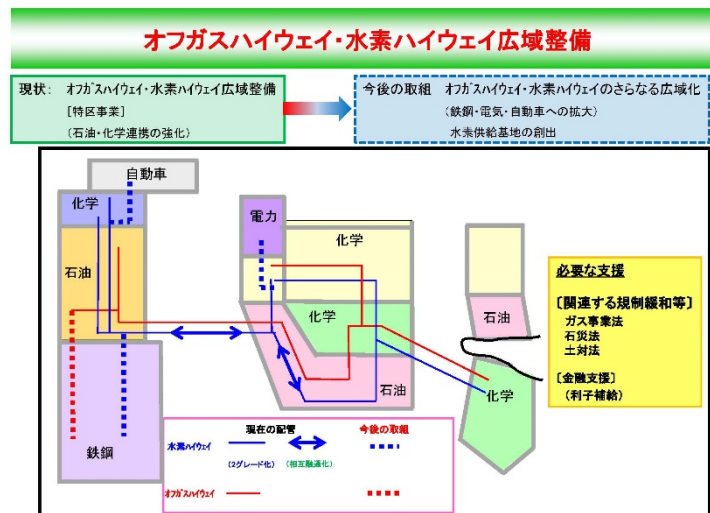 オフガスハイウェイ・水素ハイウェイ広域整備
現状: オフガスハイウェイ・水素ハイウェイ広域整備
[特区事業]
(石油・化学連携の強化)
今後の取組 オフガスハイウェイ・水素ハイウェイのさらなる広域化
(鉄鋼・電気・自動車への拡大)
水素供給基地の創出
自動車
化学
石油
鉄鋼
電力
化学
化学
石油
石油
化学
必要な支援
[関連する規制緩和等]
ガス事業法
石災法
土対法
[金融支援]
(利子補給)
現在の配管
今後の取組
水素ハイウェイ
(2グレード化)
(相互融通化)
オフガスハイウェイ